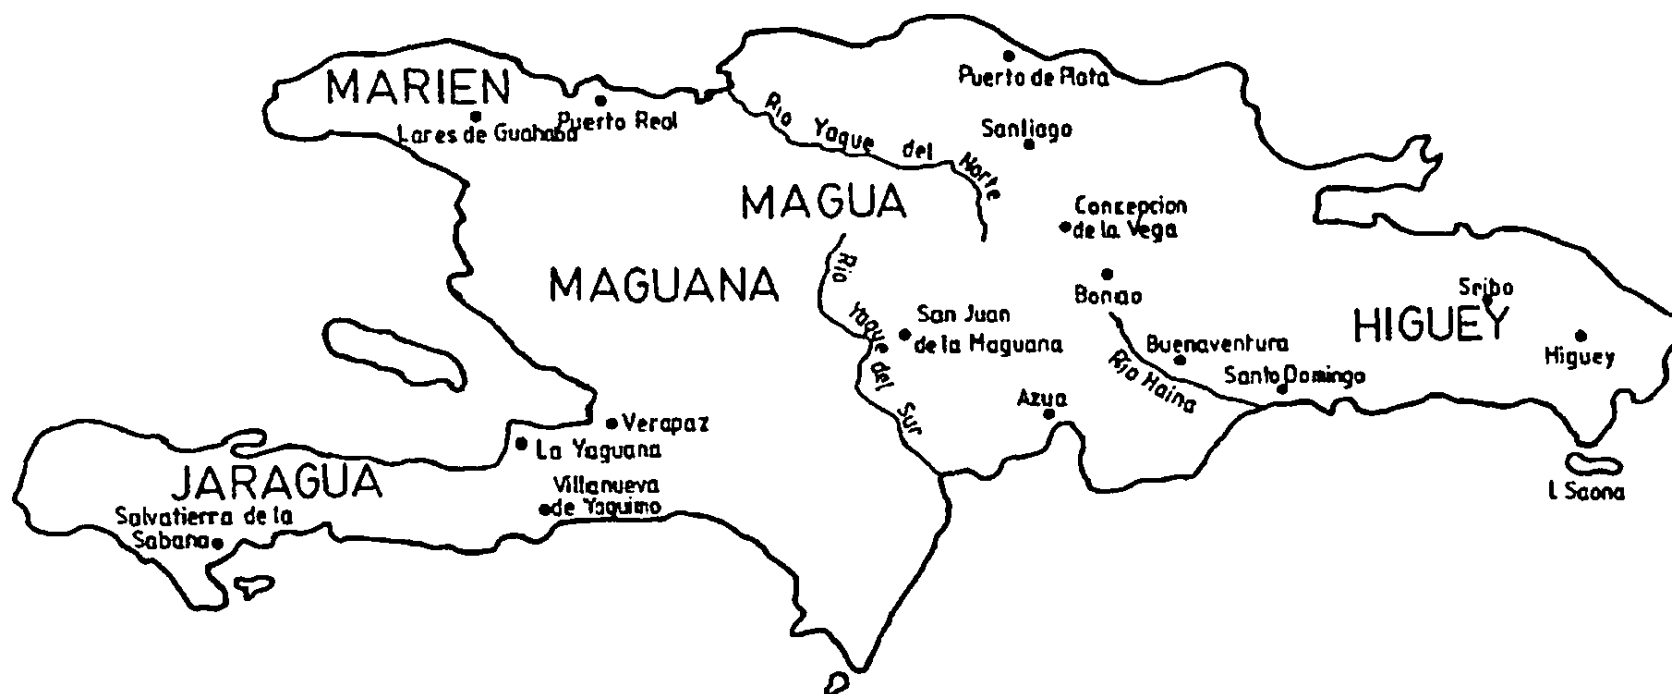 MARIEN
Lares de Guahaba
Puerto Real
Puerto de Plata
Rio Yaque del Norte
Santiago
MAGUA
Concepcion
de la Vega
MAGUANA
Rio Yaque del Sur
San Juan
de la Maguana
Bonao
Seibo
HIGUEY
Buenaventura
Higuey
Rio Haina
Santo Domingo
Azua
Verapaz
La Yaguana
JARAGUA
Villanueva
de Yaquimo
I. Saona
Salvatierra de la
Sabana